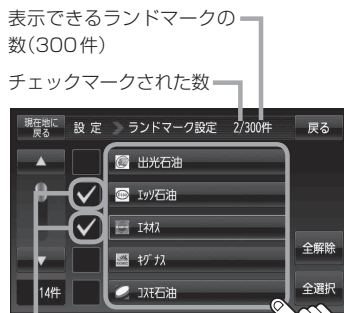 表示できるランドマークの
数(300件)
チェックマークされた数
現在地に
戻る
設 定
ランドマーク設定
2/300件
戻る
出光石油
エッソ石油
エネオス
キグナス
全解除
14件
コスモ石油
全選択